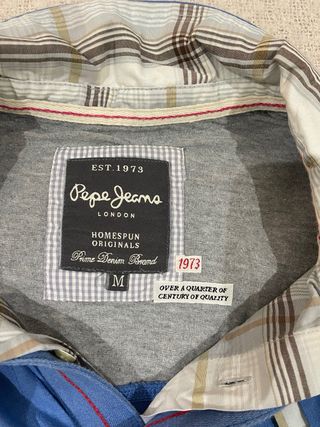 EST.1973
Pepe Jeans
LONDON
HOMESPUN
ORIGINALS
Prime Denim Brand
M
1973
OVER A QUARTER OF
CENTURY OF QUALITY